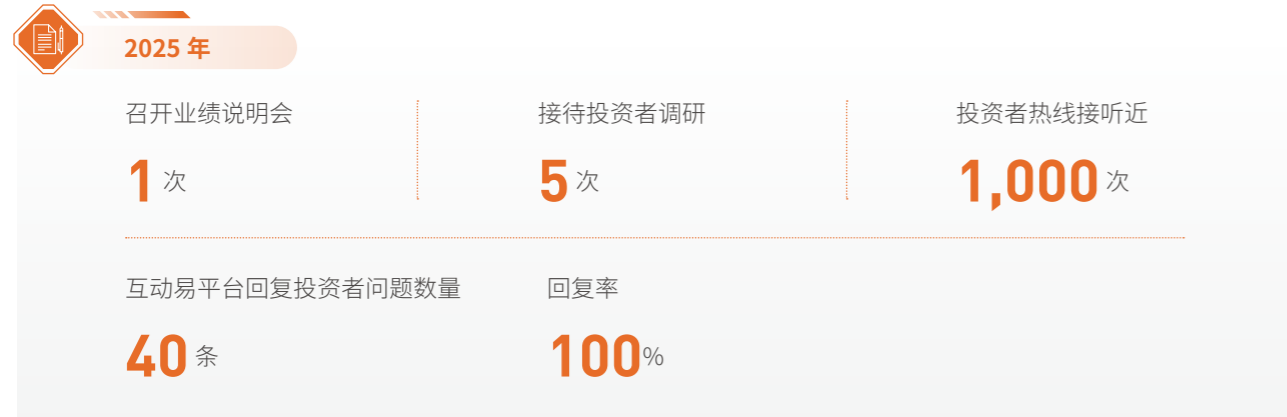 2025 年
召开业绩说明会
1 次
接待投资者调研
5 次
投资者热线接听近
1,000 次
互动易平台回复投资者问题数量
40 条
回复率
100%